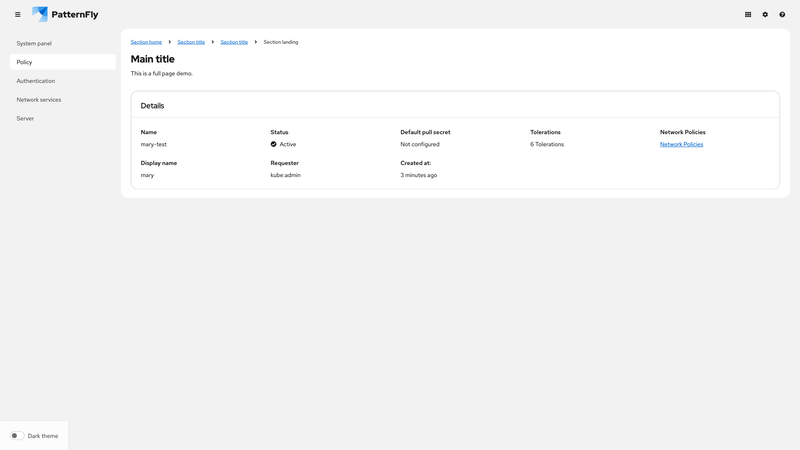 PatternFly
System panel
Policy
Authentication
Network services
Server
Section home Section title Section title Section landing
Main title
This is a full page demo.
Details
Name Status Default pull secret Tolerations Network Policies
mary-test Active Not configured 6 Tolerations Network Policies
Display name Requester Created at:
mary kube:admin 3 minutes ago
Dark theme